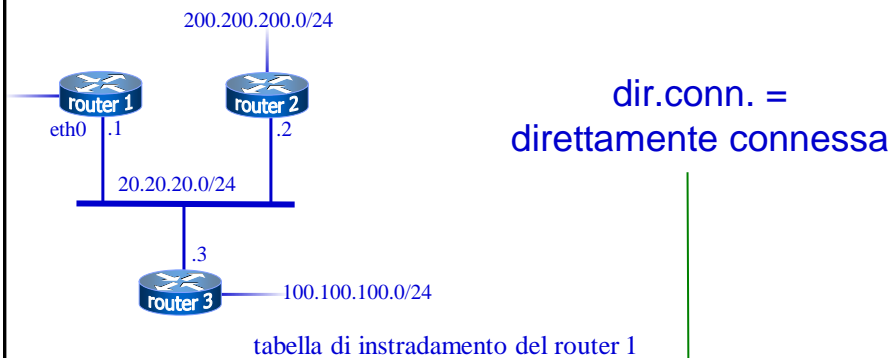 200.200.200.0/24
router 1
router 2
eth0
.1
.2
20.20.20.0/24
.3
router 3
100.100.100.0/24
dir.conn. =
direttamente connessa
tabella di instradamento del router 1